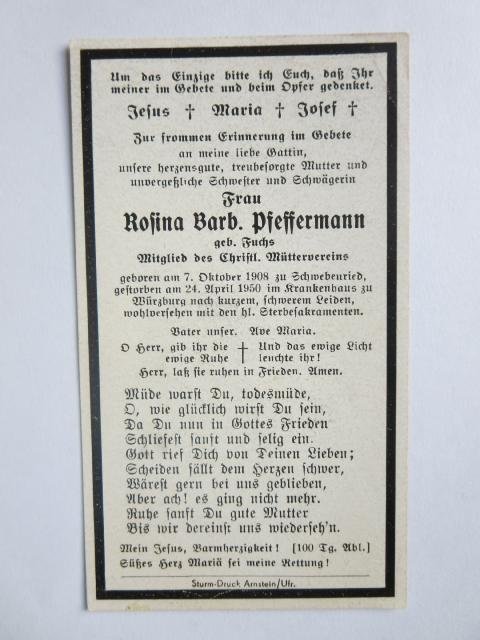 Um das Einzige bitte ich Euch, daß Ihr
meiner im Gebete und beim Opfer gedenket.
Jesus † Maria † Josef †
Zur frommen Erinnerung im Gebete
an meine liebe Gattin,
unsere herzensgute, treubesorgte Mutter und
unvergeßliche Schwester und Schwägerin
Frau
Rosina Barb. Pfeffermann
geb. Fuchs
Mitglied des Christl. Müttervereins
geboren am 7. Oktober 1908 zu Schwebenried,
gestorben am 24. April 1950 im Krankenhaus zu
Würzburg nach kurzem, schwerem Leiden,
wohlversehen mit den hl. Sterbesakramenten.
Vater unser. Ave Maria.
O Herr, gib ihr die † Und das ewige Licht
ewige Ruhe leuchte ihr!
Herr, laß sie ruhen in Frieden. Amen.
Müde warst Du, todesmüde,
O, wie glücklich wirst Du sein,
Da Du nun in Gottes Frieden
Schliefest sanft und selig ein.
Gott rief Dich von Deinen Lieben;
Scheiden fällt dem Herzen schwer,
Wärest gern bei uns geblieben,
Aber ach! es ging nicht mehr.
Ruhe sanft Du gute Mutter
Bis wir dereinst uns wiederseh'n.
Mein Jesus, Barmherzigkeit! [100 Tg. Abl.]
Süßes Herz Mariä sei meine Rettung!
Sturm-Druck Arnstein/Ufr.